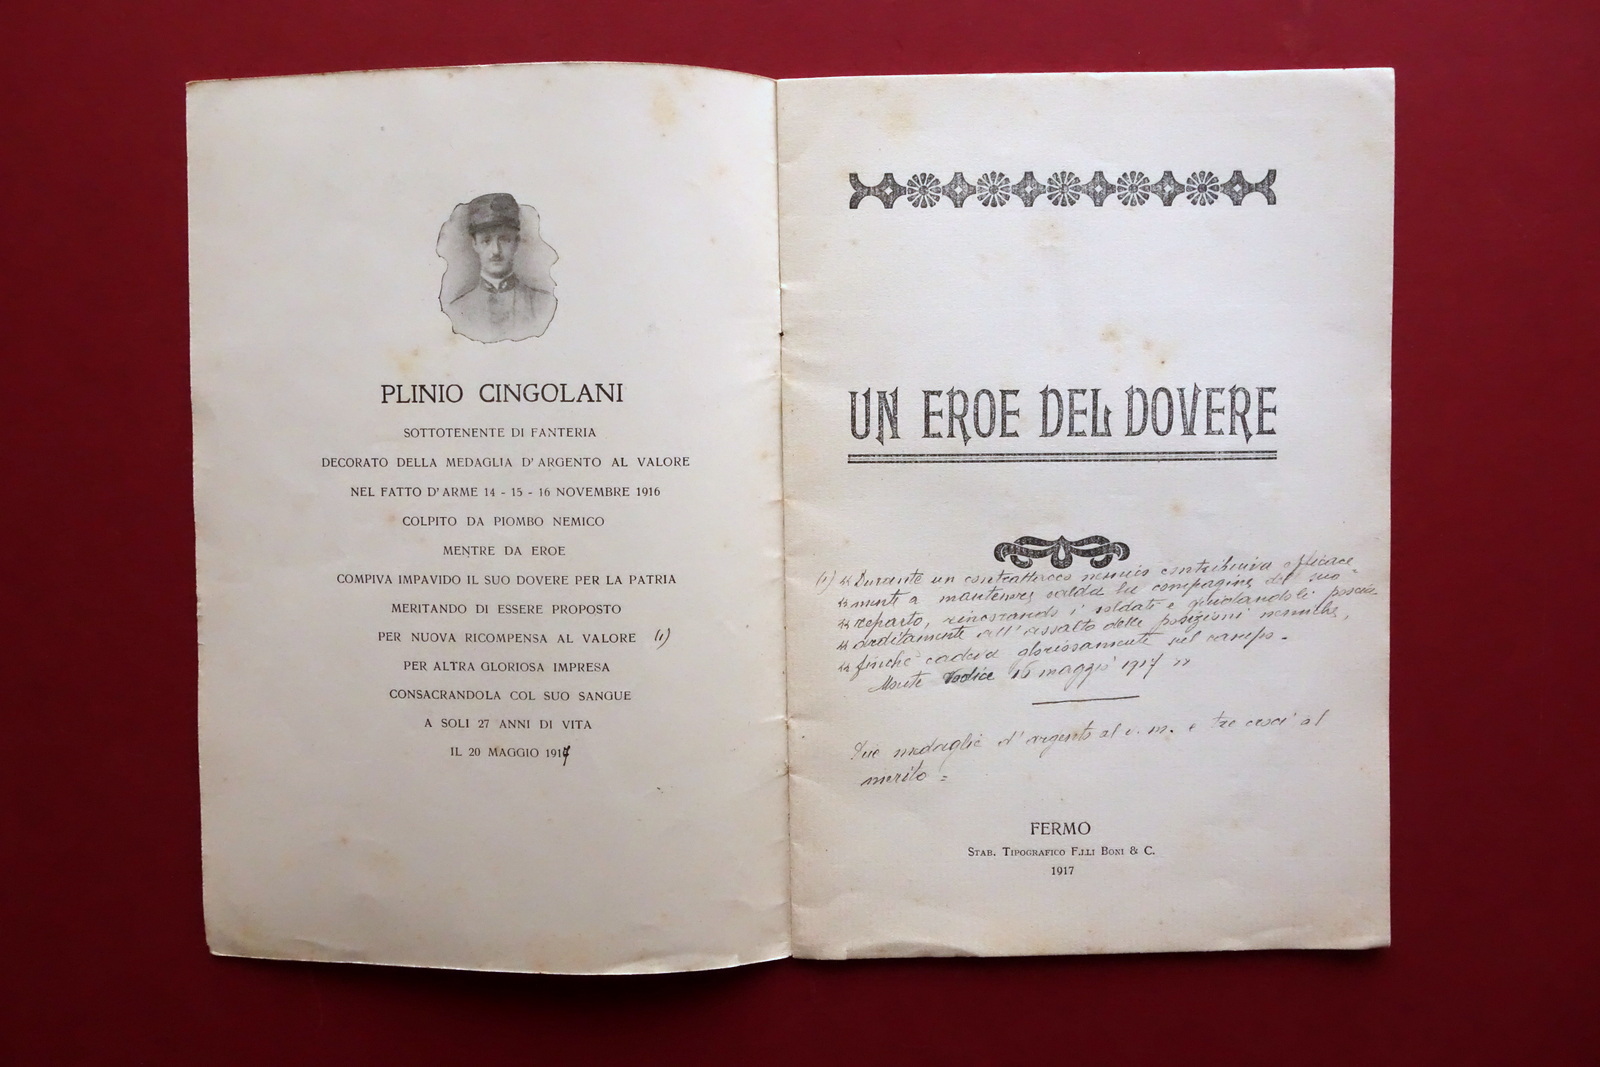 PLINIO CINGOLANI
SOTTOTENENTE DI FANTERIA
DECORATO DELLA MEDAGLIA D'ARGENTO AL VALORE
NEL FATTO D'ARME 14 - 15 - 16 NOVEMBRE 1916
COLPITO DA PIOMBO NEMICO
MENTRE DA EROE
COMPIVA IMPAVIDO IL SUO DOVERE PER LA PATRIA
MERITANDO DI ESSERE PROPOSTO
PER NUOVA RICOMPENSA AL VALORE (1)
PER ALTRA GLORIOSA IMPRESA
CONSACRANDOLA COL SUO SANGUE
A SOLI 27 ANNI DI VITA
IL 20 MAGGIO 1917
UN EROE DEL DOVERE
(1) « Durante un contrattacco nemico contribuiva efficace
« mente a mantenere salda la compagine del suo
« reparto, rincorando i soldati e guidandoli poscia
« arditamente all'assalto delle posizioni nemiche,
« finché cadeva gloriosamente sul campo -
Monte Vodice 16 maggio 1917 »
Due medaglie d'argento al v. m. e tre croci al
merito =
FERMO
STAB. TIPOGRAFICO F.LLI BONI & C.
1917